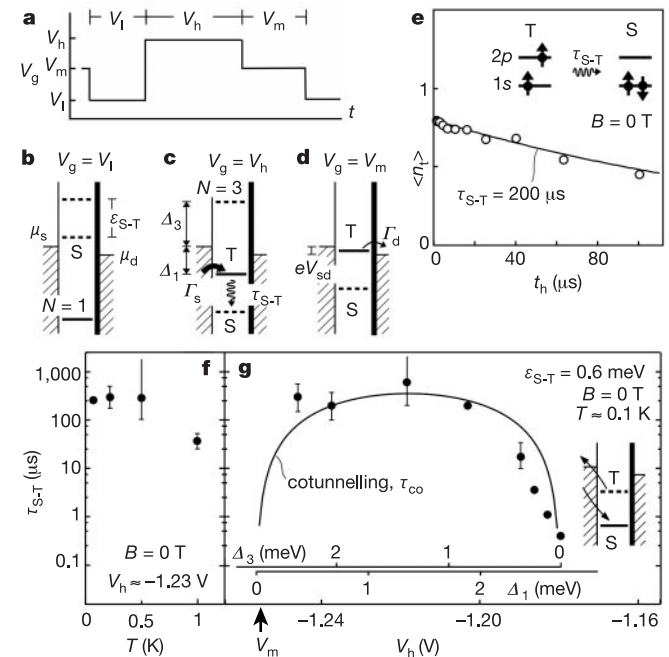 a
V_l
V_h
V_m
V_h
V_g
V_m
V_l
t
b
V_g = V_l
c
V_g = V_h
d
V_g = V_m
N = 3
ε_S-T
Δ_3
μ_s
S
μ_d
T
Δ_1
Γ_s
τ_S-T
T
Γ_d
eV_sd
N = 1
S
S
e
T
S
2p
τ_S-T
1s
1
B = 0 T
<n_t>
τ_S-T = 200 μs
0
0
40
80
t_h (μs)
f
g
1,000
100
10
1
0.1
τ_S-T (μs)
B = 0 T
V_h ≈ −1.23 V
0
0.5
1
T (K)
ε_S-T = 0.6 meV
B = 0 T
T ≈ 0.1 K
cotunnelling, τ_co
T
S
Δ_3 (meV)
2
1
0
0
1
2
Δ_1 (meV)
−1.24
−1.20
−1.16
V_m
V_h (V)